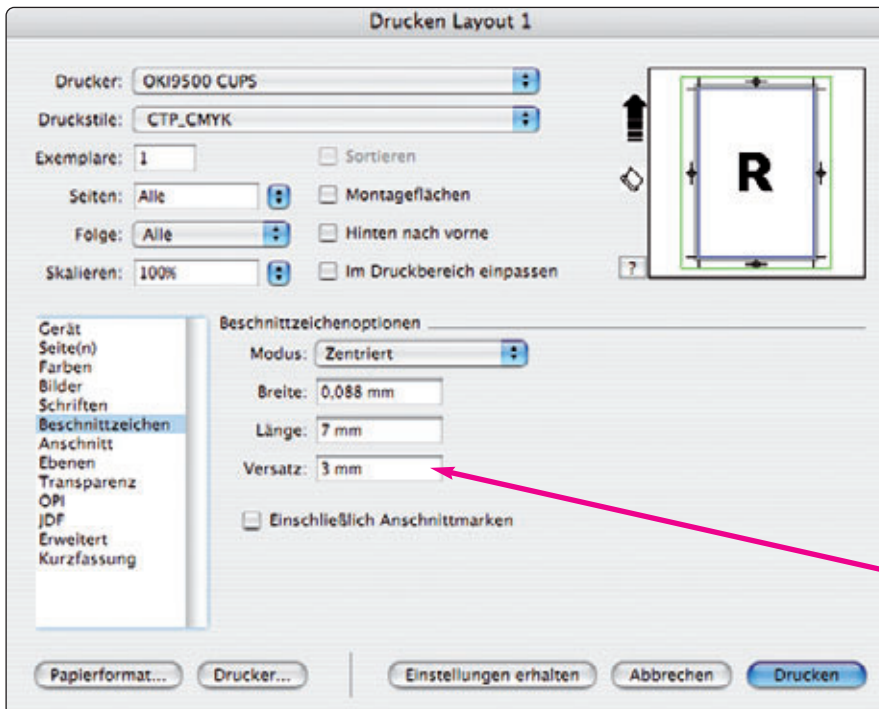 Drucken Layout 1
Drucker: OKI9500 CUPS
Druckstile: CTP_CMYK
Exemplare: 1 Sortieren
Seiten: Alle Montageflächen
Folge: Alle Hinten nach vorne
Skalieren: 100% Im Druckbereich einpassen
R
?
Gerät
Seite(n)
Farben
Bilder
Schriften
Beschnittzeichen
Anschnitt
Ebenen
Transparenz
OPI
JDF
Erweitert
Kurzfassung
Beschnittzeichenoptionen
Modus: Zentriert
Breite: 0,088 mm
Länge: 7 mm
Versatz: 3 mm
Einschließlich Anschnittmarken
Papierformat... Drucker... Einstellungen erhalten Abbrechen Drucken